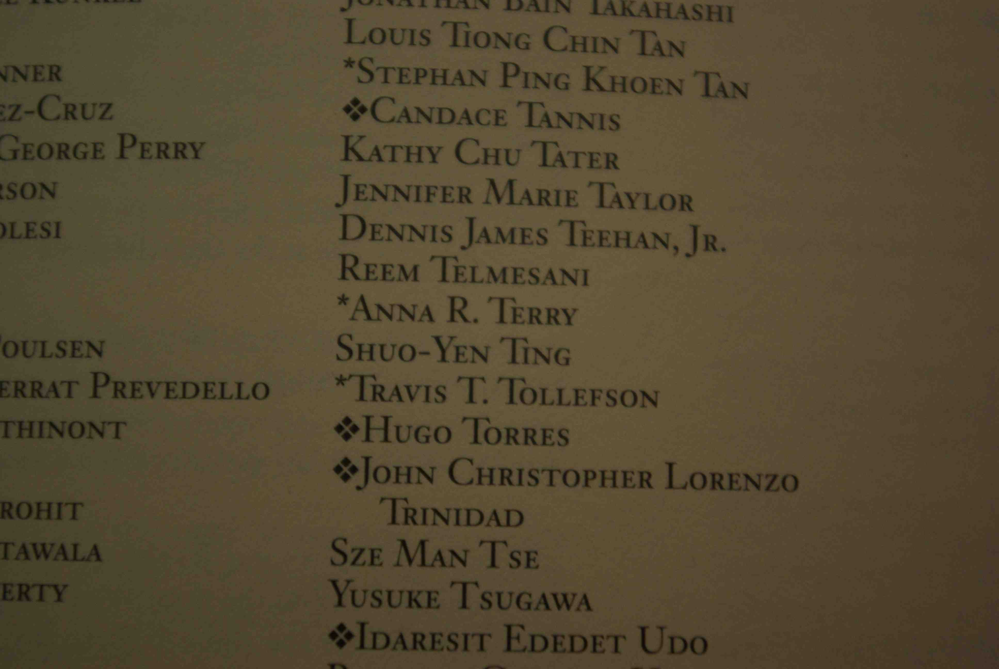 NNER
EZ-CRUZ
GEORGE PERRY
RSON
OLESI
OULSEN
ERRAT PREVEDELLO
THINONT
ROHIT
TAWALA
ERTY
JONATHAN BAIN TAKAHASHI
LOUIS TIONG CHIN TAN
*STEPHAN PING KHOEN TAN
❖CANDACE TANNIS
KATHY CHU TATER
JENNIFER MARIE TAYLOR
DENNIS JAMES TEEHAN, JR.
REEM TELMESANI
*ANNA R. TERRY
SHUO-YEN TING
*TRAVIS T. TOLLEFSON
❖HUGO TORRES
❖JOHN CHRISTOPHER LORENZO
TRINIDAD
SZE MAN TSE
YUSUKE TSUGAWA
❖IDARESIT EDEDET UDO